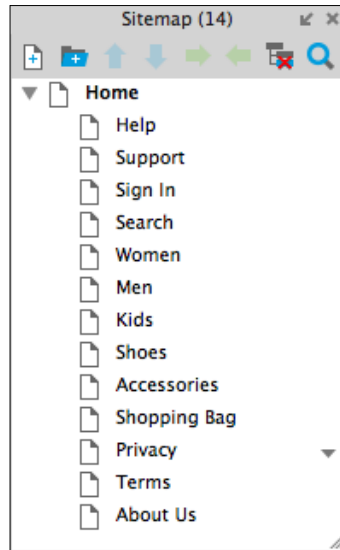 Sitemap (14)
Home
Help
Support
Sign In
Search
Women
Men
Kids
Shoes
Accessories
Shopping Bag
Privacy
Terms
About Us